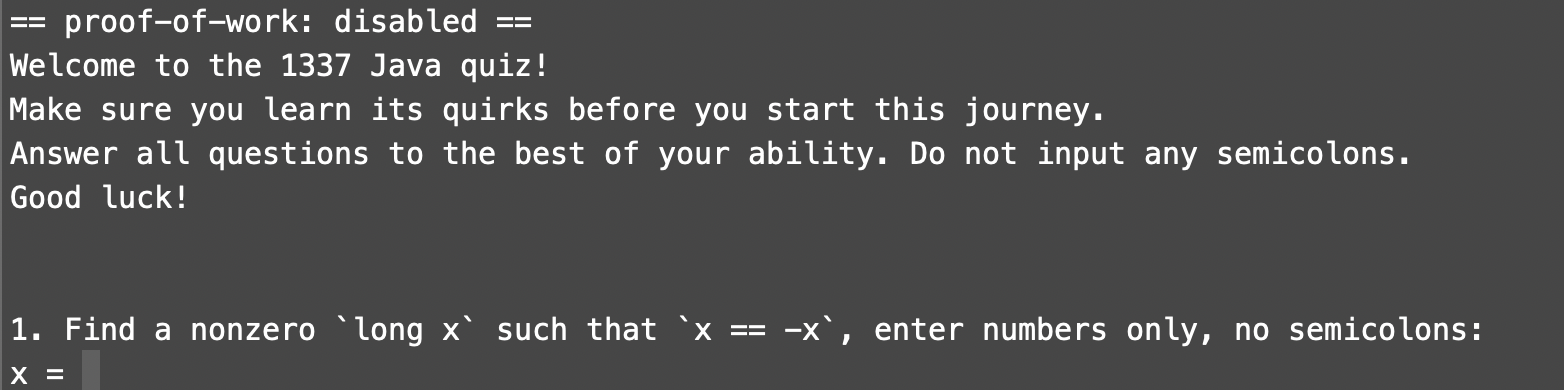 == proof-of-work: disabled ==
Welcome to the 1337 Java quiz!
Make sure you learn its quirks before you start this journey.
Answer all questions to the best of your ability. Do not input any semicolons.
Good luck!
1. Find a nonzero `long x` such that `x == -x`, enter numbers only, no semicolons:
x =